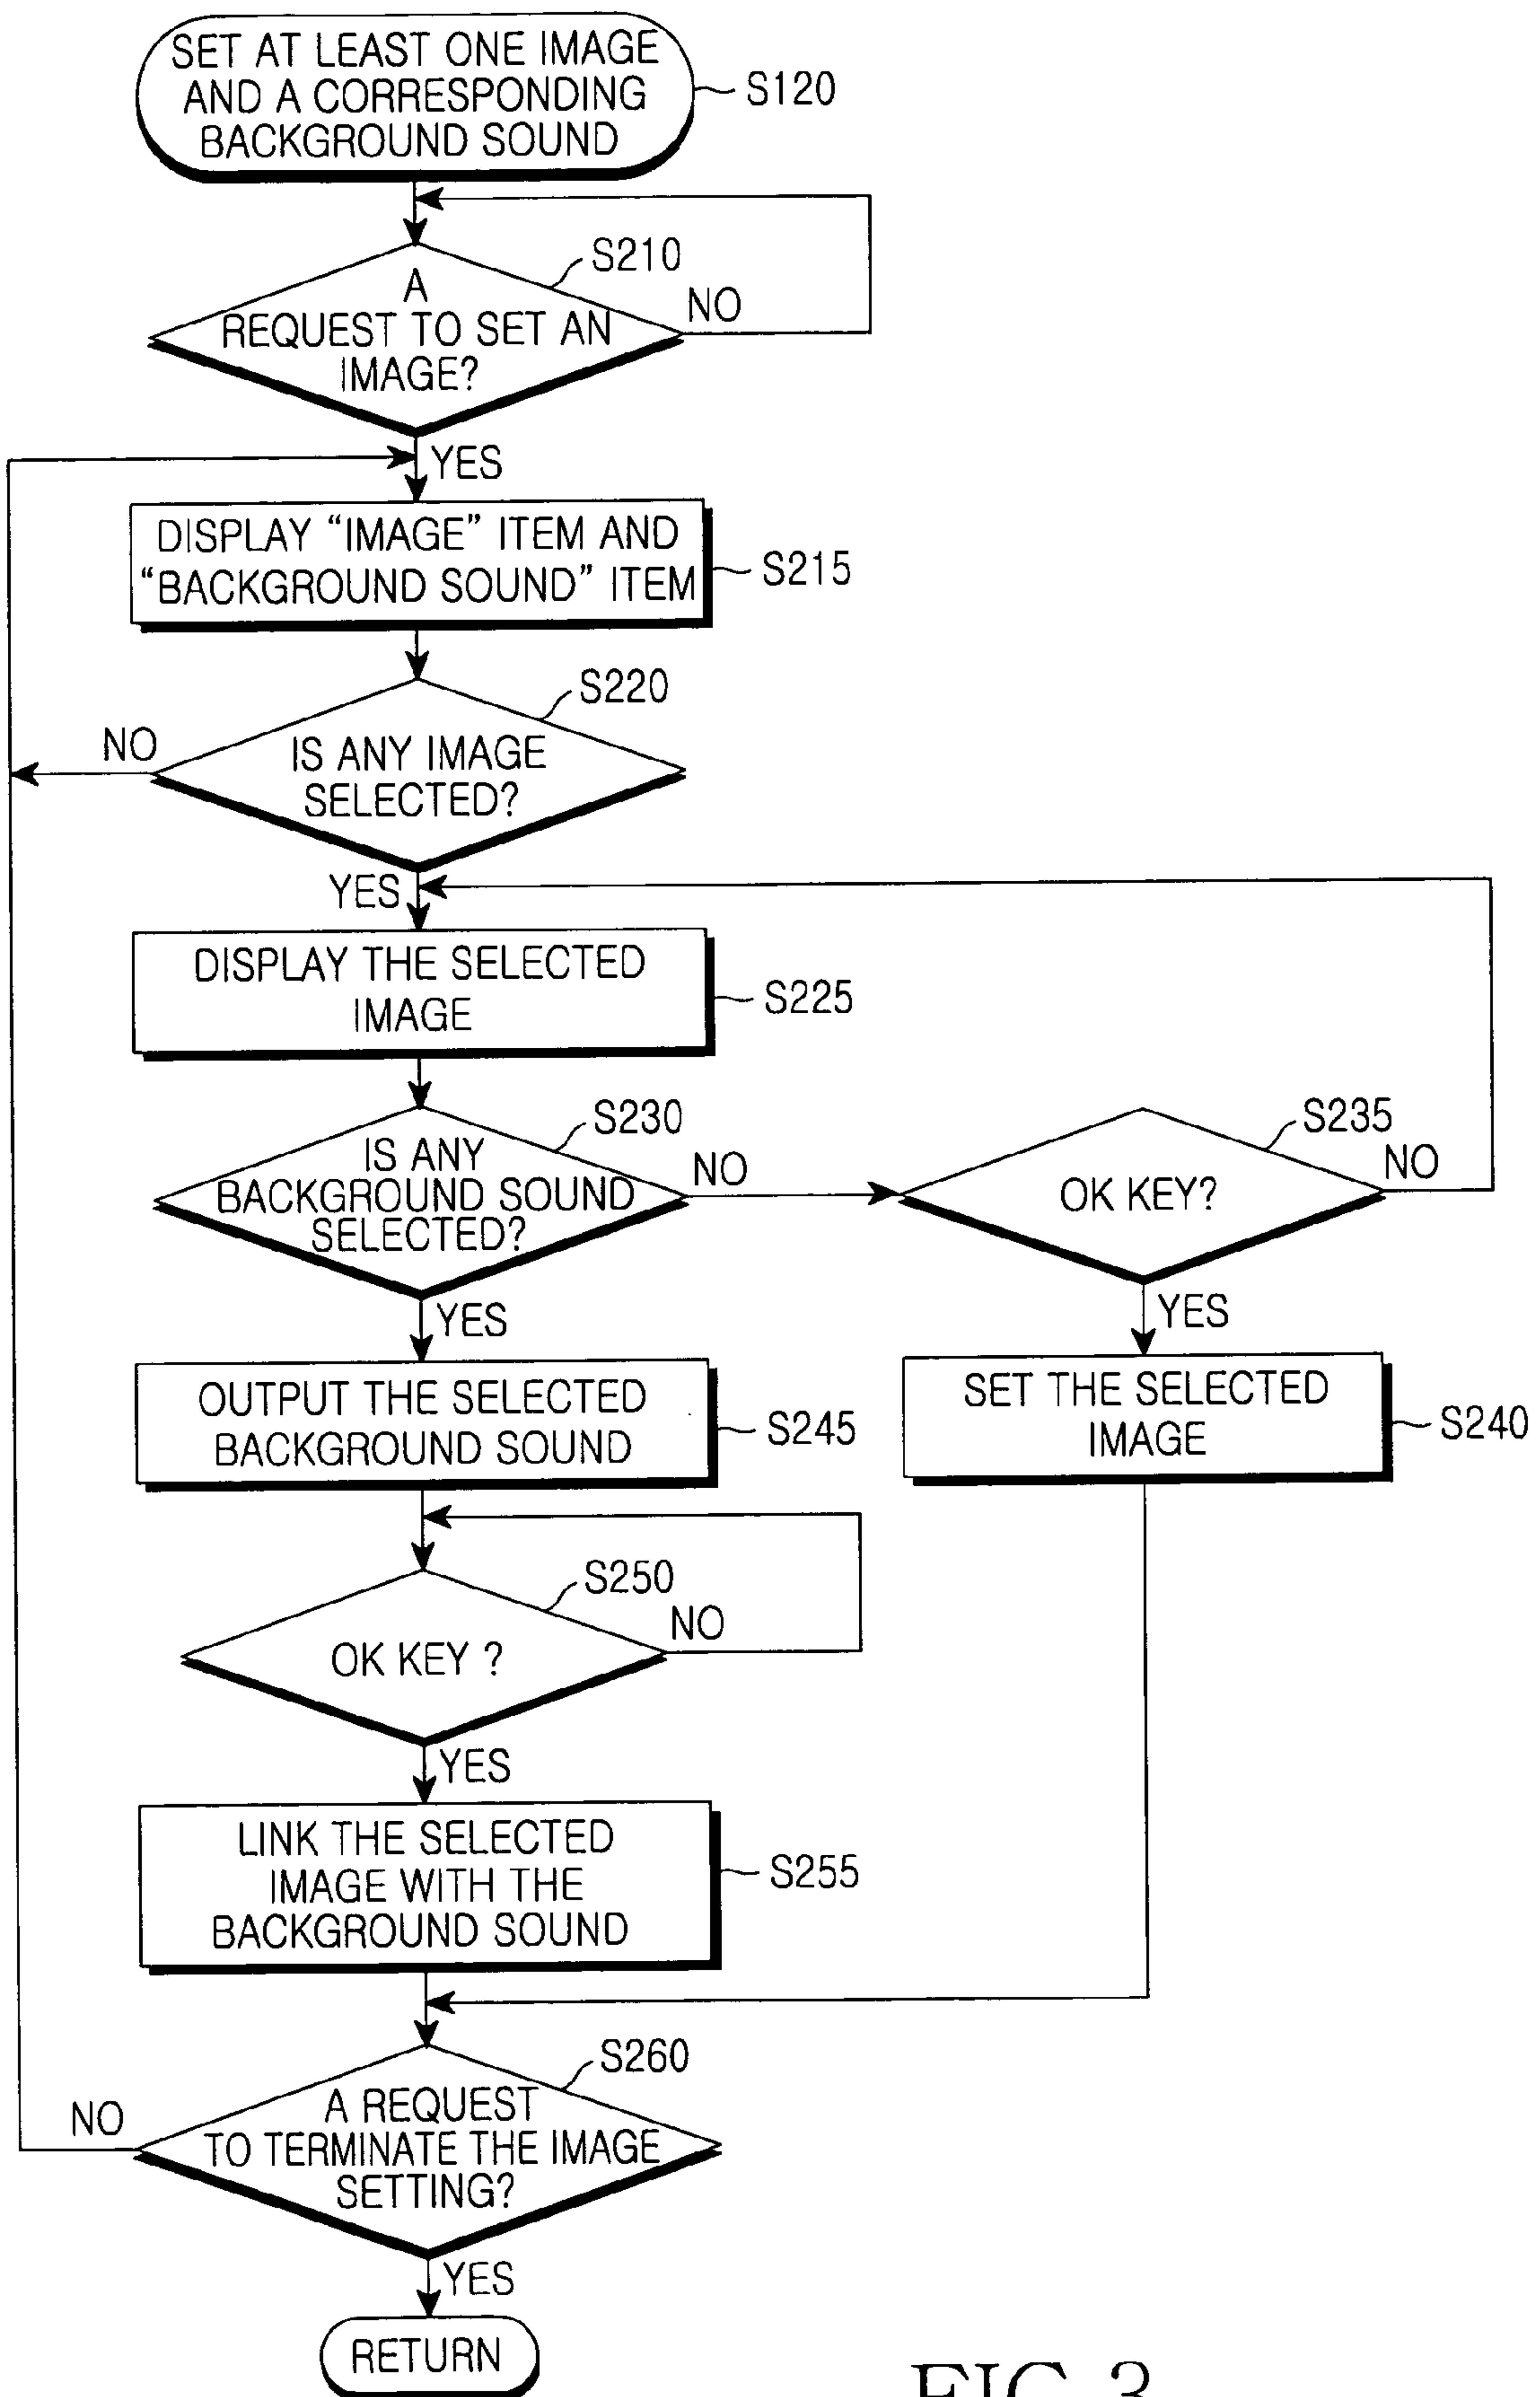 SET AT LEAST ONE IMAGE
AND A CORRESPONDING
BACKGROUND SOUND
S120
S210
A
REQUEST TO SET AN
IMAGE?
NO
YES
DISPLAY “IMAGE” ITEM AND
“BACKGROUND SOUND” ITEM
S215
S220
NO
IS ANY IMAGE
SELECTED?
YES
DISPLAY THE SELECTED
IMAGE
S225
S230
IS ANY
BACKGROUND SOUND
SELECTED?
NO
S235
OK KEY?
NO
YES
YES
OUTPUT THE SELECTED
BACKGROUND SOUND
S245
SET THE SELECTED
IMAGE
S240
S250
OK KEY ?
NO
YES
LINK THE SELECTED
IMAGE WITH THE
BACKGROUND SOUND
S255
S260
NO
A REQUEST
TO TERMINATE THE IMAGE
SETTING?
YES
RETURN
FIG.3